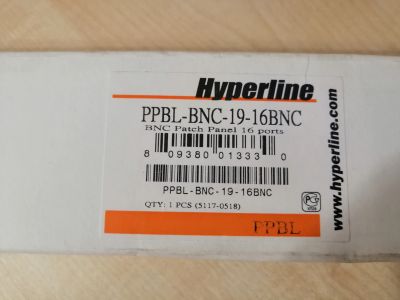 Hyperline
PPBL-BNC-19-16BNC
BNC Patch Panel 16 ports
8 09380 01333 0
PPBL-BNC-19-16BNC
QTY: 1 PCS (5117-0518)
PPBL
www.hyperline.com